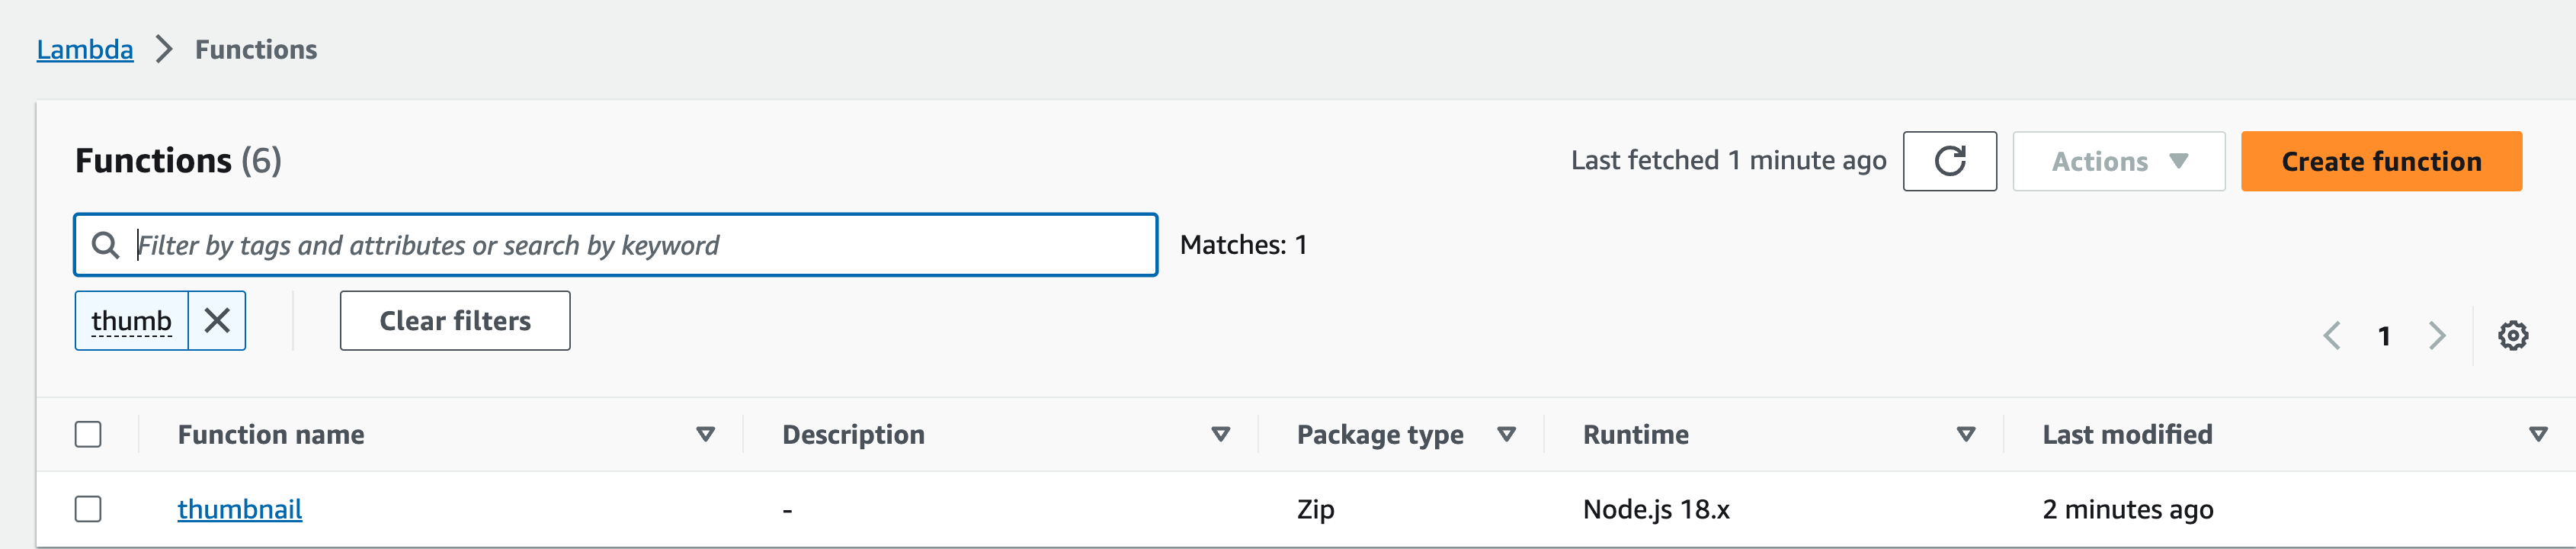 Lambda > Functions
Functions (6)
Last fetched 1 minute ago
Actions
Create function
Filter by tags and attributes or search by keyword
Matches: 1
thumb
Clear filters
1
Function name Description Package type Runtime Last modified
thumbnail - Zip Node.js 18.x 2 minutes ago